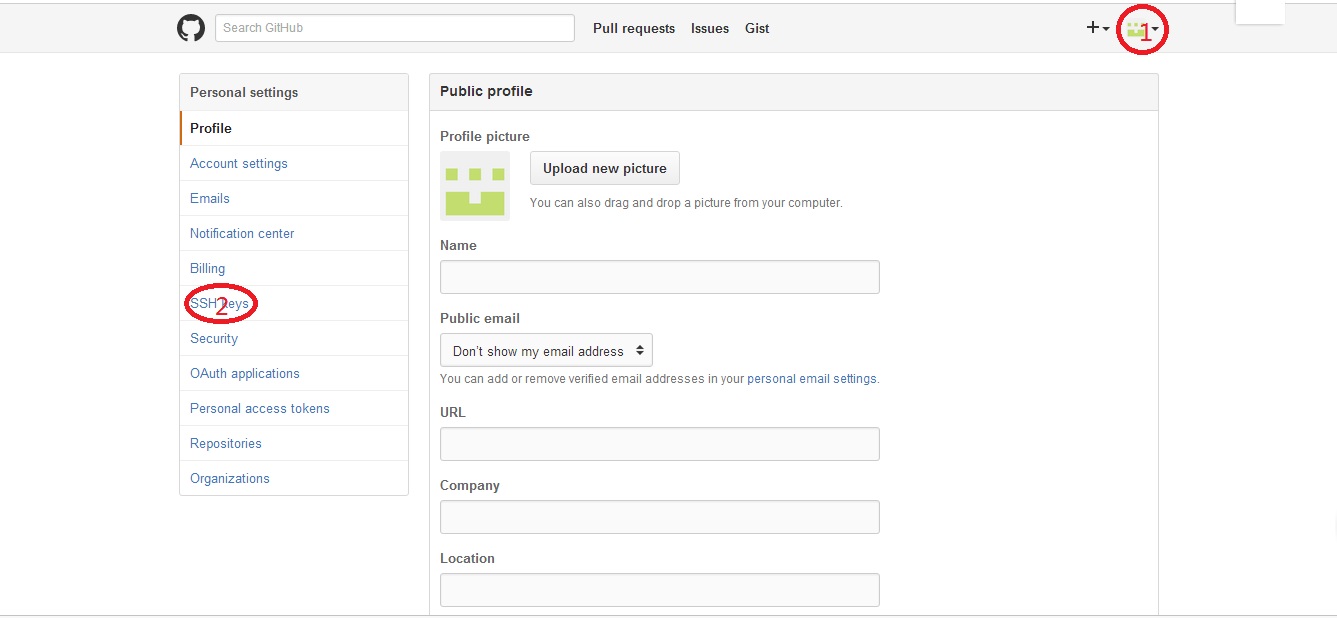 Search GitHub
Pull requests
Issues
Gist
1
Personal settings
Profile
Account settings
Emails
Notification center
Billing
SSH keys
2
Security
OAuth applications
Personal access tokens
Repositories
Organizations
Public profile
Profile picture
Upload new picture
You can also drag and drop a picture from your computer.
Name
Public email
Don't show my email address
You can add or remove verified email addresses in your personal email settings.
URL
Company
Location